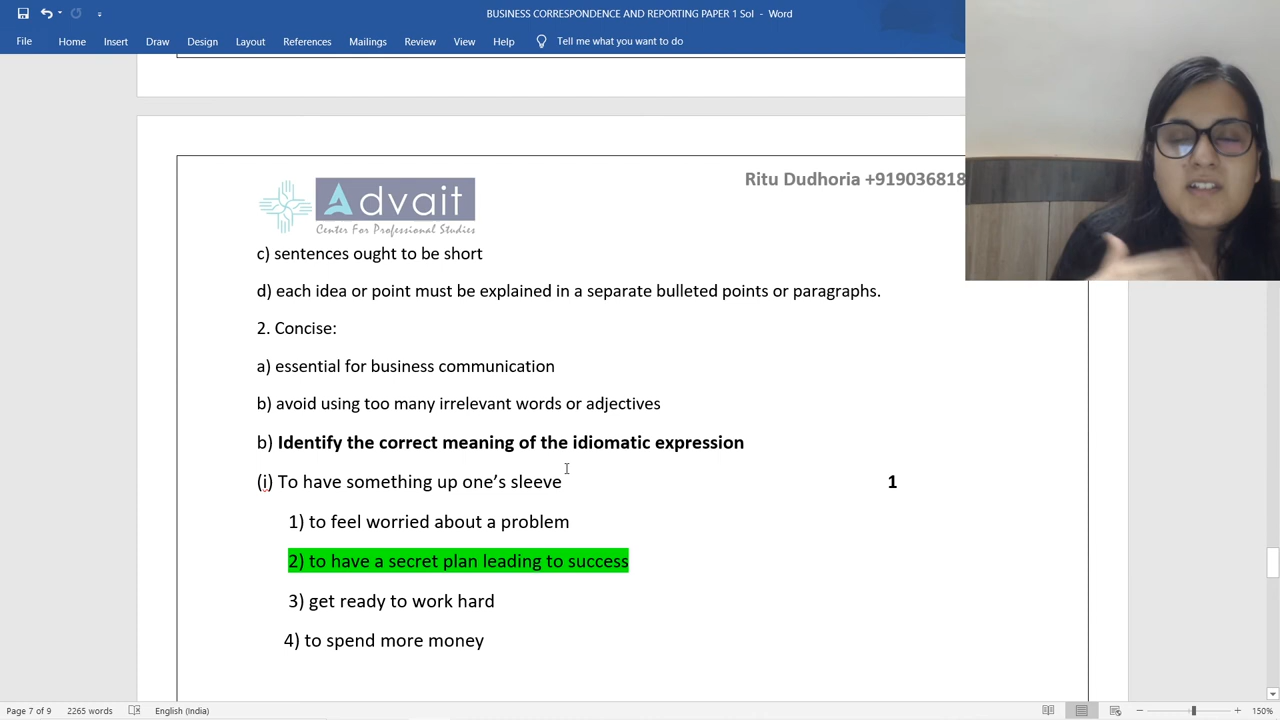 BUSINESS CORRESPONDENCE AND REPORTING PAPER 1 Sol - Word
File Home Insert Draw Design Layout References Mailings Review View Help Tell me what you want to do
Ritu Dudhoria +919036818
Advait
Center For Professional Studies
c) sentences ought to be short
d) each idea or point must be explained in a separate bulleted points or paragraphs.
2. Concise:
a) essential for business communication
b) avoid using too many irrelevant words or adjectives
b) Identify the correct meaning of the idiomatic expression
(i) To have something up one’s sleeve 1
1) to feel worried about a problem
2) to have a secret plan leading to success
3) get ready to work hard
4) to spend more money
Page 7 of 9 2265 words English (India) 150%